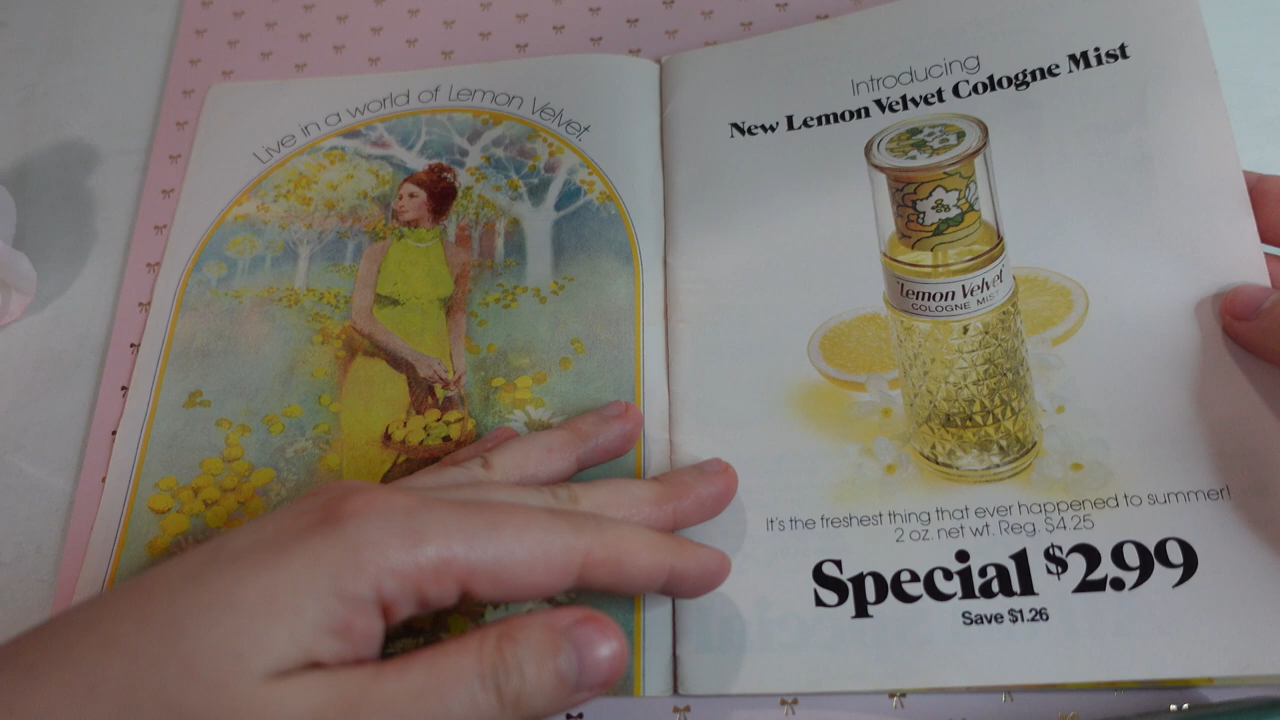 Live in a world of Lemon Velvet.
Introducing
New Lemon Velvet Cologne Mist
'Lemon Velvet'
COLOGNE MIST
It's the freshest thing that ever happened to summer!
2 oz. net wt. Reg. $4.25
Special $2.99
Save $1.26